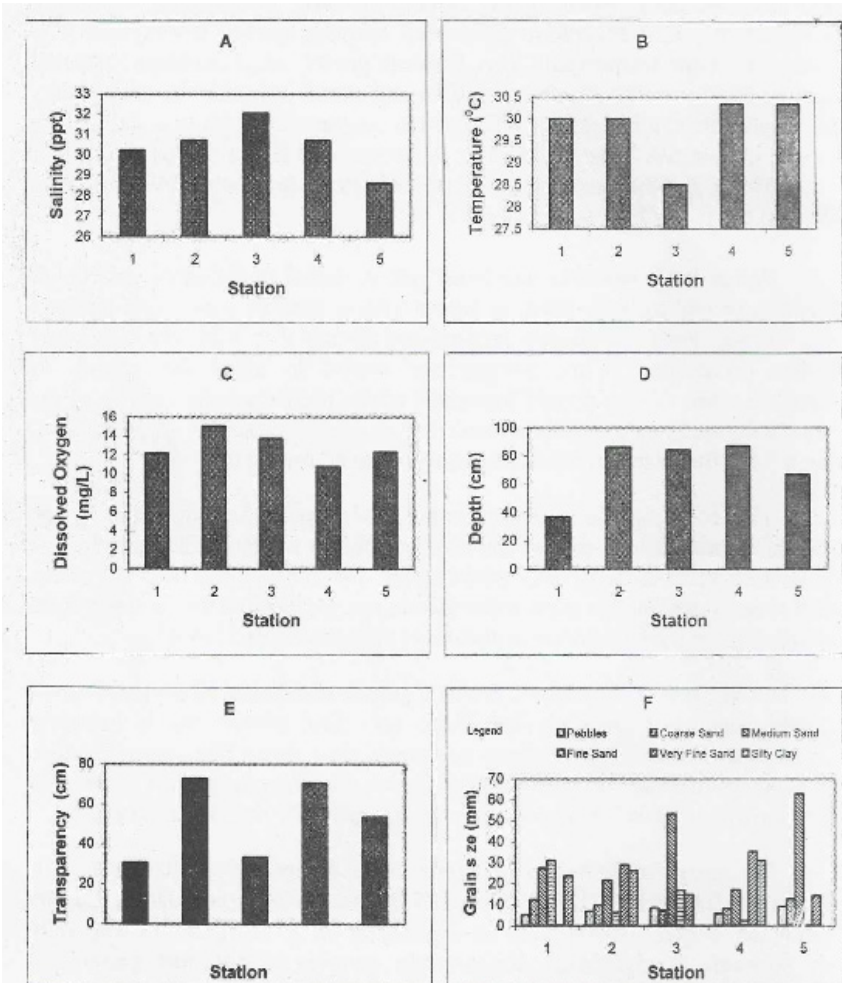 A
Salinity (ppt)
33
32
31
30
29
28
27
26
1 2 3 4 5
Station
B
Temperature (⁰C)
30.5
30
29.5
29
28.5
28
27.5
1 2 3 4 5
Station
C
Dissolved Oxygen
(mg/L)
16
14
12
10
8
6
4
2
0
1 2 3 4 5
Station
D
Depth (cm)
100
80
60
40
20
0
1 2 3 4 5
Station
E
Transparency (cm)
80
60
40
20
0
Station
F
Legend
Pebbles Coarse Sand Medium Sand
Fine Sand Very Fine Sand Silty Clay
Grain s ze (mm)
70
60
50
40
30
20
10
0
1 2 3 4 5
Station